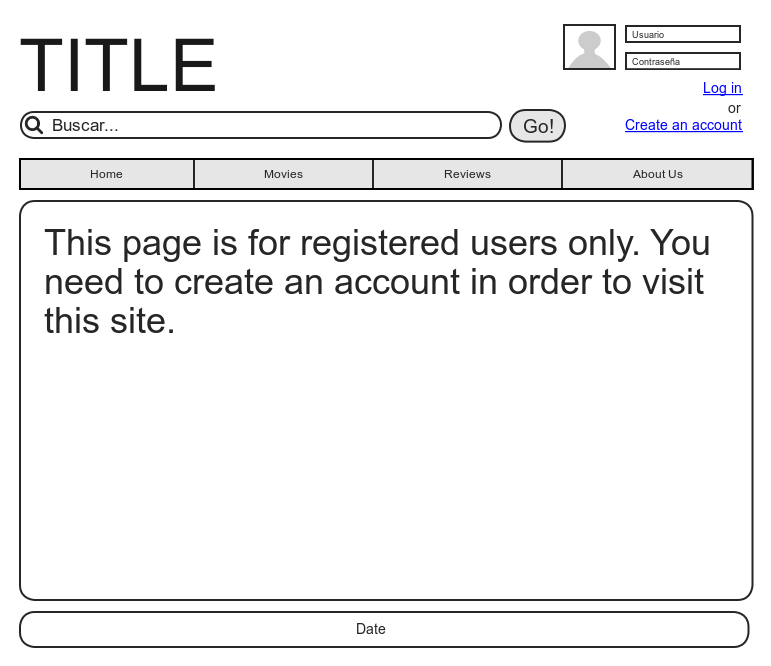 TITLE
Usuario
Contraseña
Log in
or
Create an account
Buscar...
Go!
Home
Movies
Reviews
About Us
This page is for registered users only. You
need to create an account in order to visit
this site.
Date